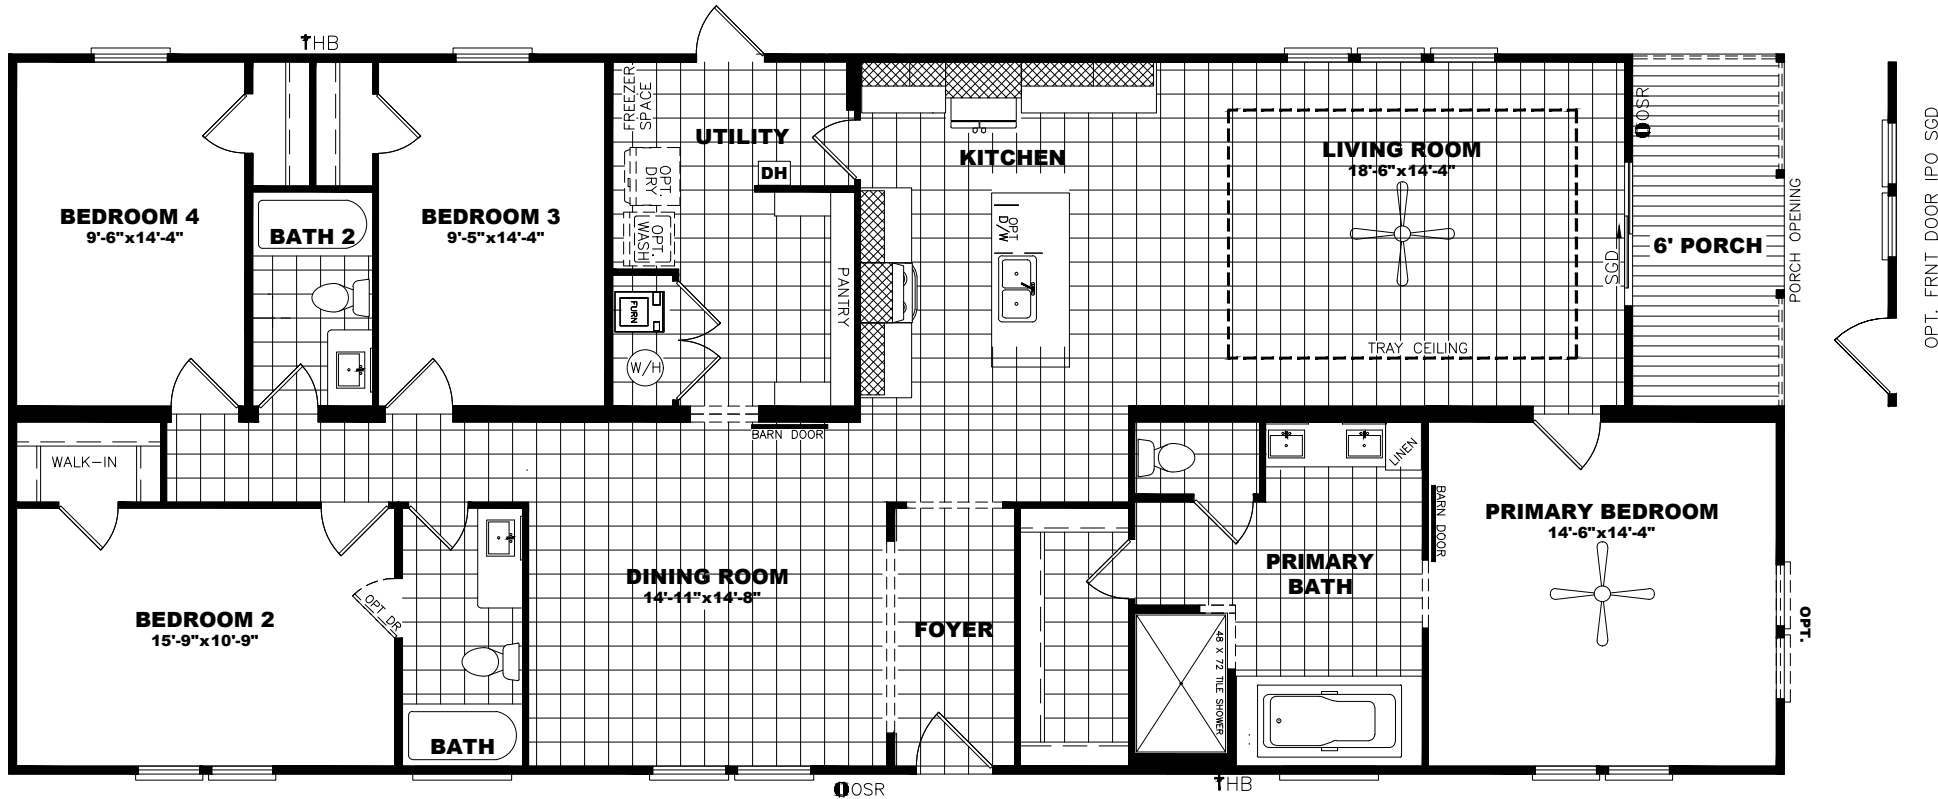 HB
FREEZER
SPACE
UTILITY
DH
OPT.
DRY
OPT.
WASH
FURN
W/H
PANTRY
BARN DOOR
KITCHEN
OPT
D/W
LIVING ROOM
18'-6"x14'-4"
TRAY CEILING
SGD
OSR
6' PORCH
PORCH OPENING
OPT. FRNT DOOR IPO SGD
BEDROOM 4
9'-6"x14'-4"
BATH 2
BEDROOM 3
9'-5"x14'-4"
WALK-IN
BEDROOM 2
15'-9"x10'-9"
OPT DR
BATH
DINING ROOM
14'-11"x14'-8"
FOYER
LINEN
BARN DOOR
PRIMARY
BATH
48 X 72 TILE SHOWER
PRIMARY BEDROOM
14'-6"x14'-4"
OPT.
OSR
HB